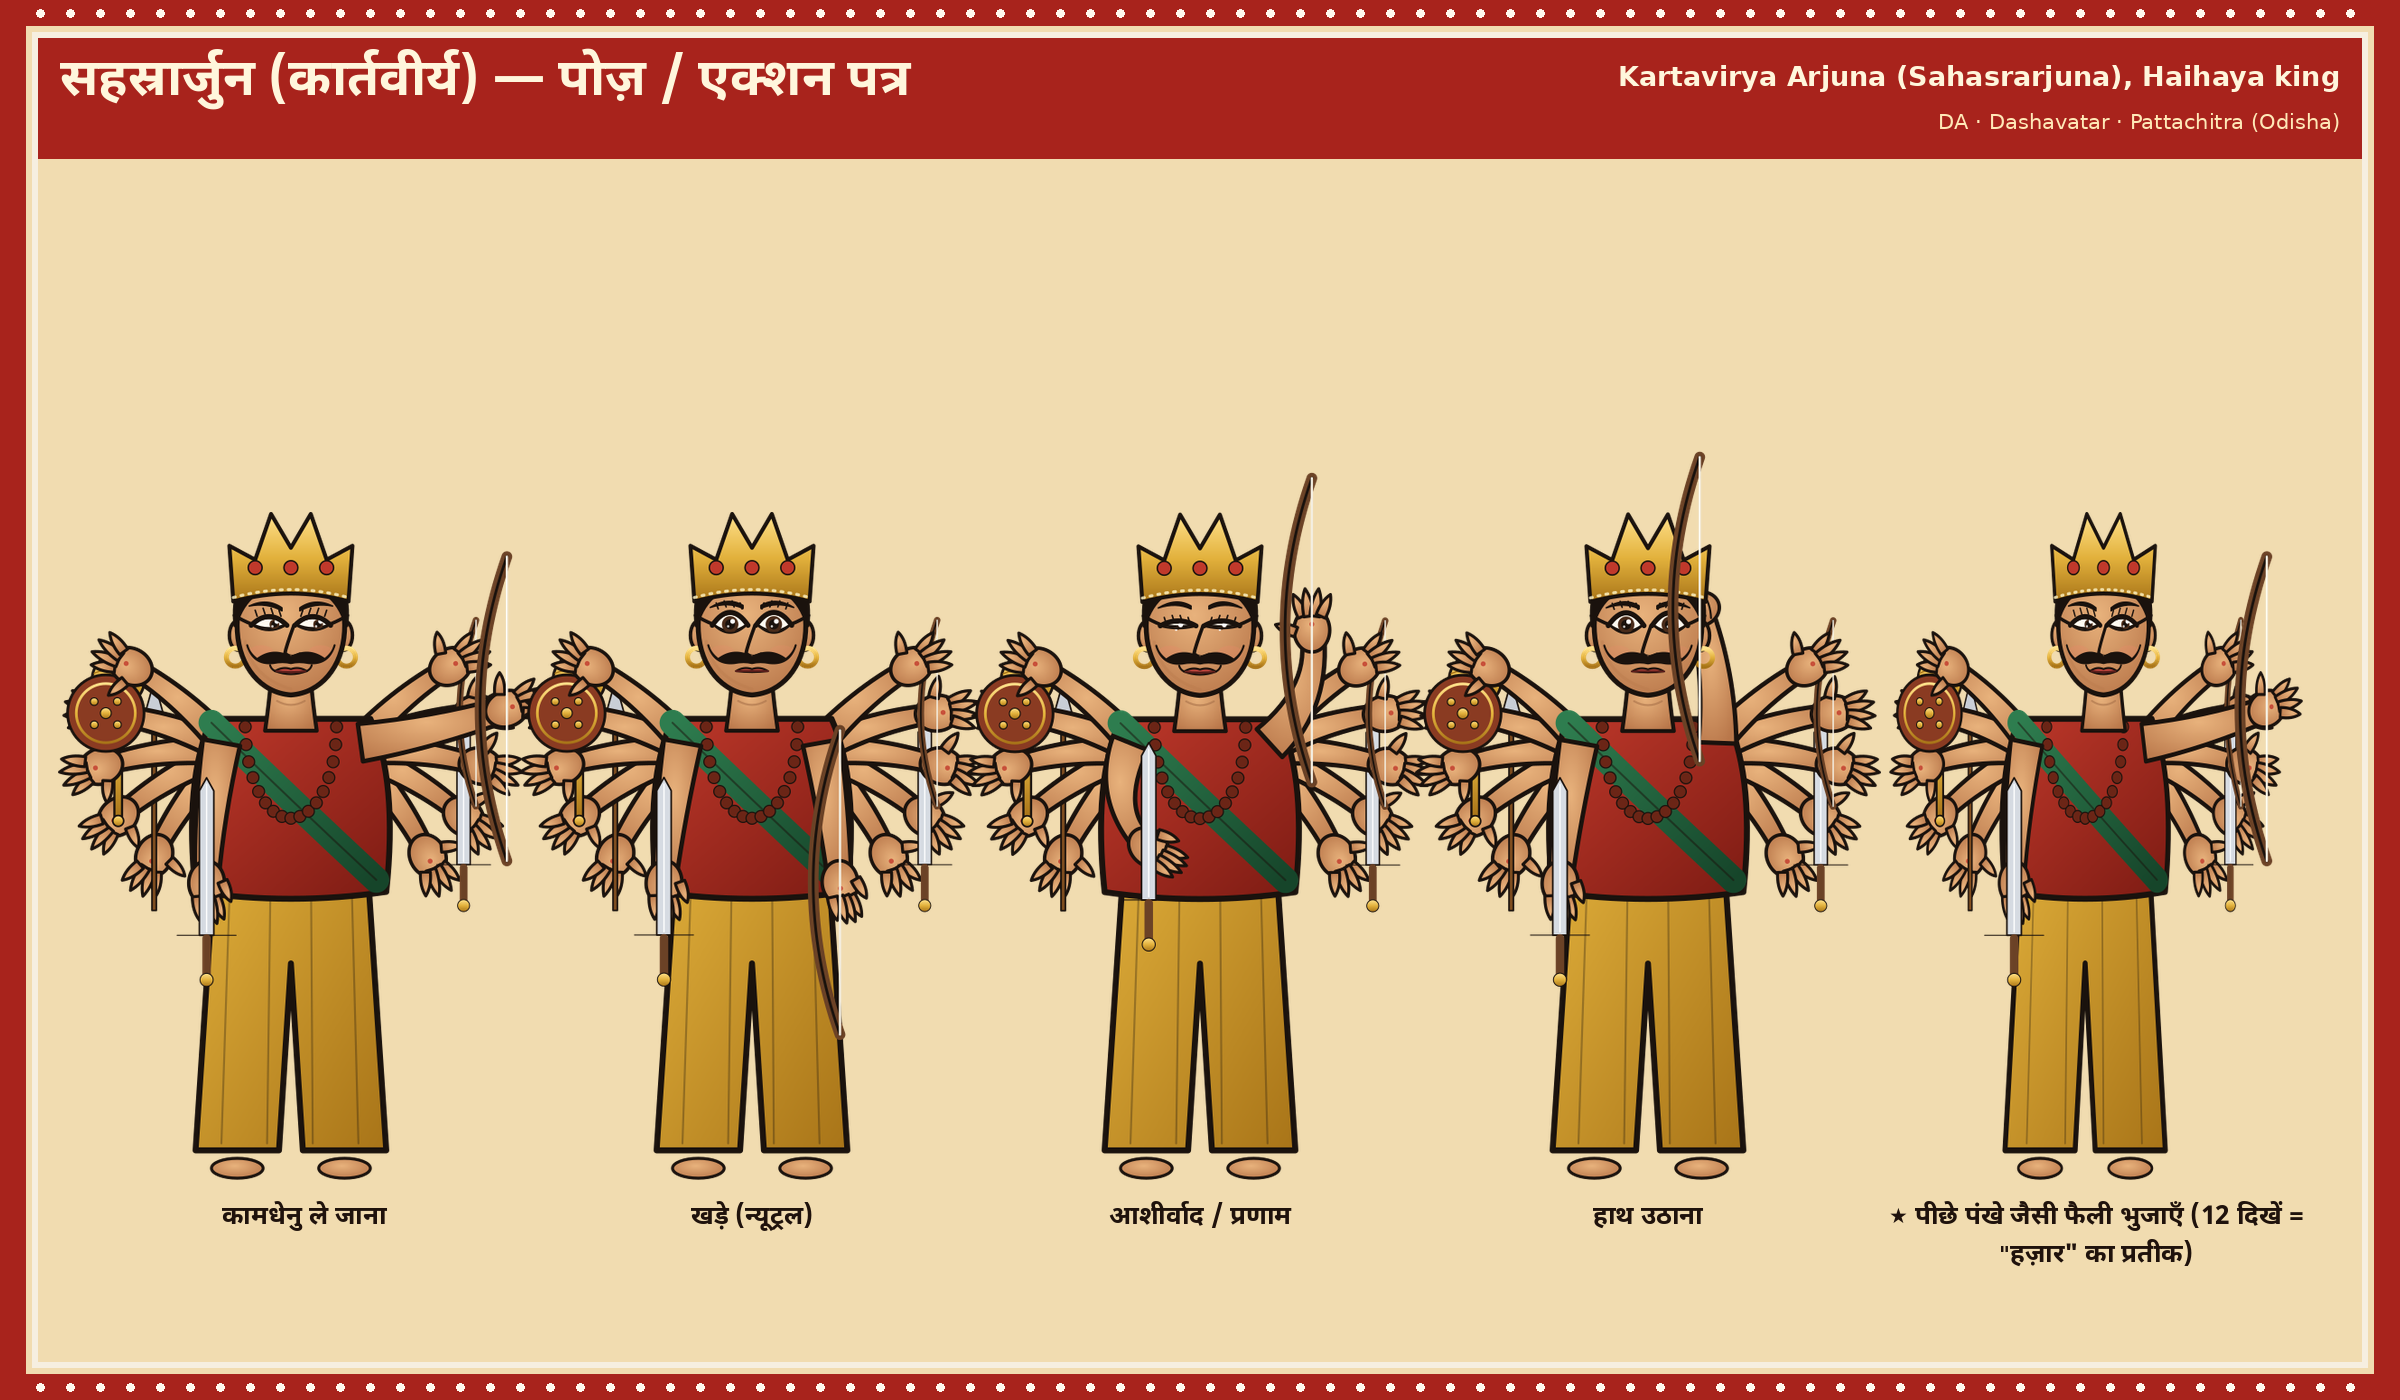 सहस्रार्जुन (कार्तवीर्य) — पोज़ / एक्शन पत्र
Kartavirya Arjuna (Sahasrarjuna), Haihaya king
DA · Dashavatar · Pattachitra (Odisha)
कामधेनु ले जाना
खड़े (न्यूट्रल)
आशीर्वाद / प्रणाम
हाथ उठाना
★ पीछे पंखे जैसी फैली भुजाएँ (12 दिखें =
"हज़ार" का प्रतीक)